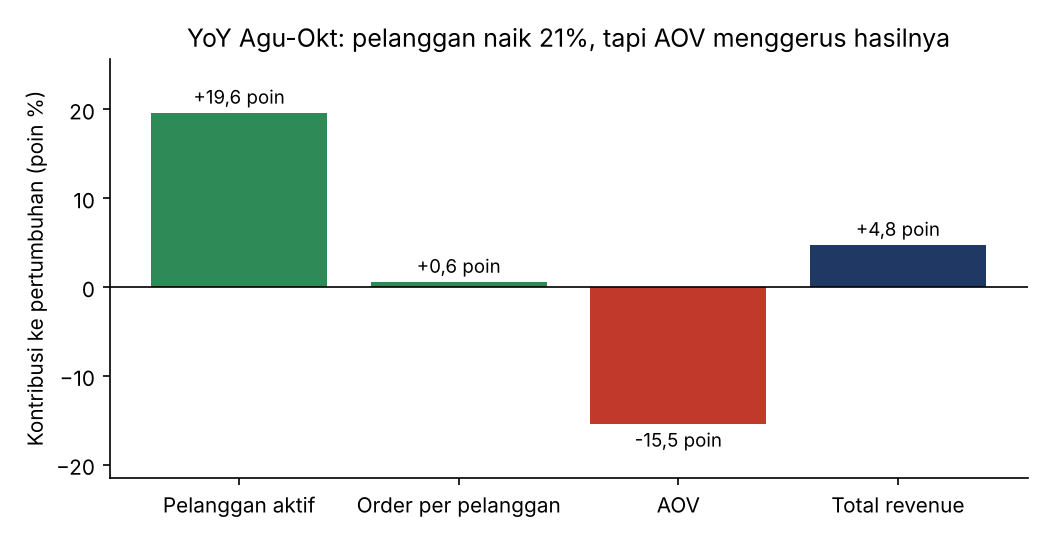 YoY Agu-Okt: pelanggan naik 21%, tapi AOV menggerus hasilnya
Kontribusi ke pertumbuhan (poin %)
20
10
0
−10
−20
+19,6 poin
+0,6 poin
-15,5 poin
+4,8 poin
Pelanggan aktif
Order per pelanggan
AOV
Total revenue